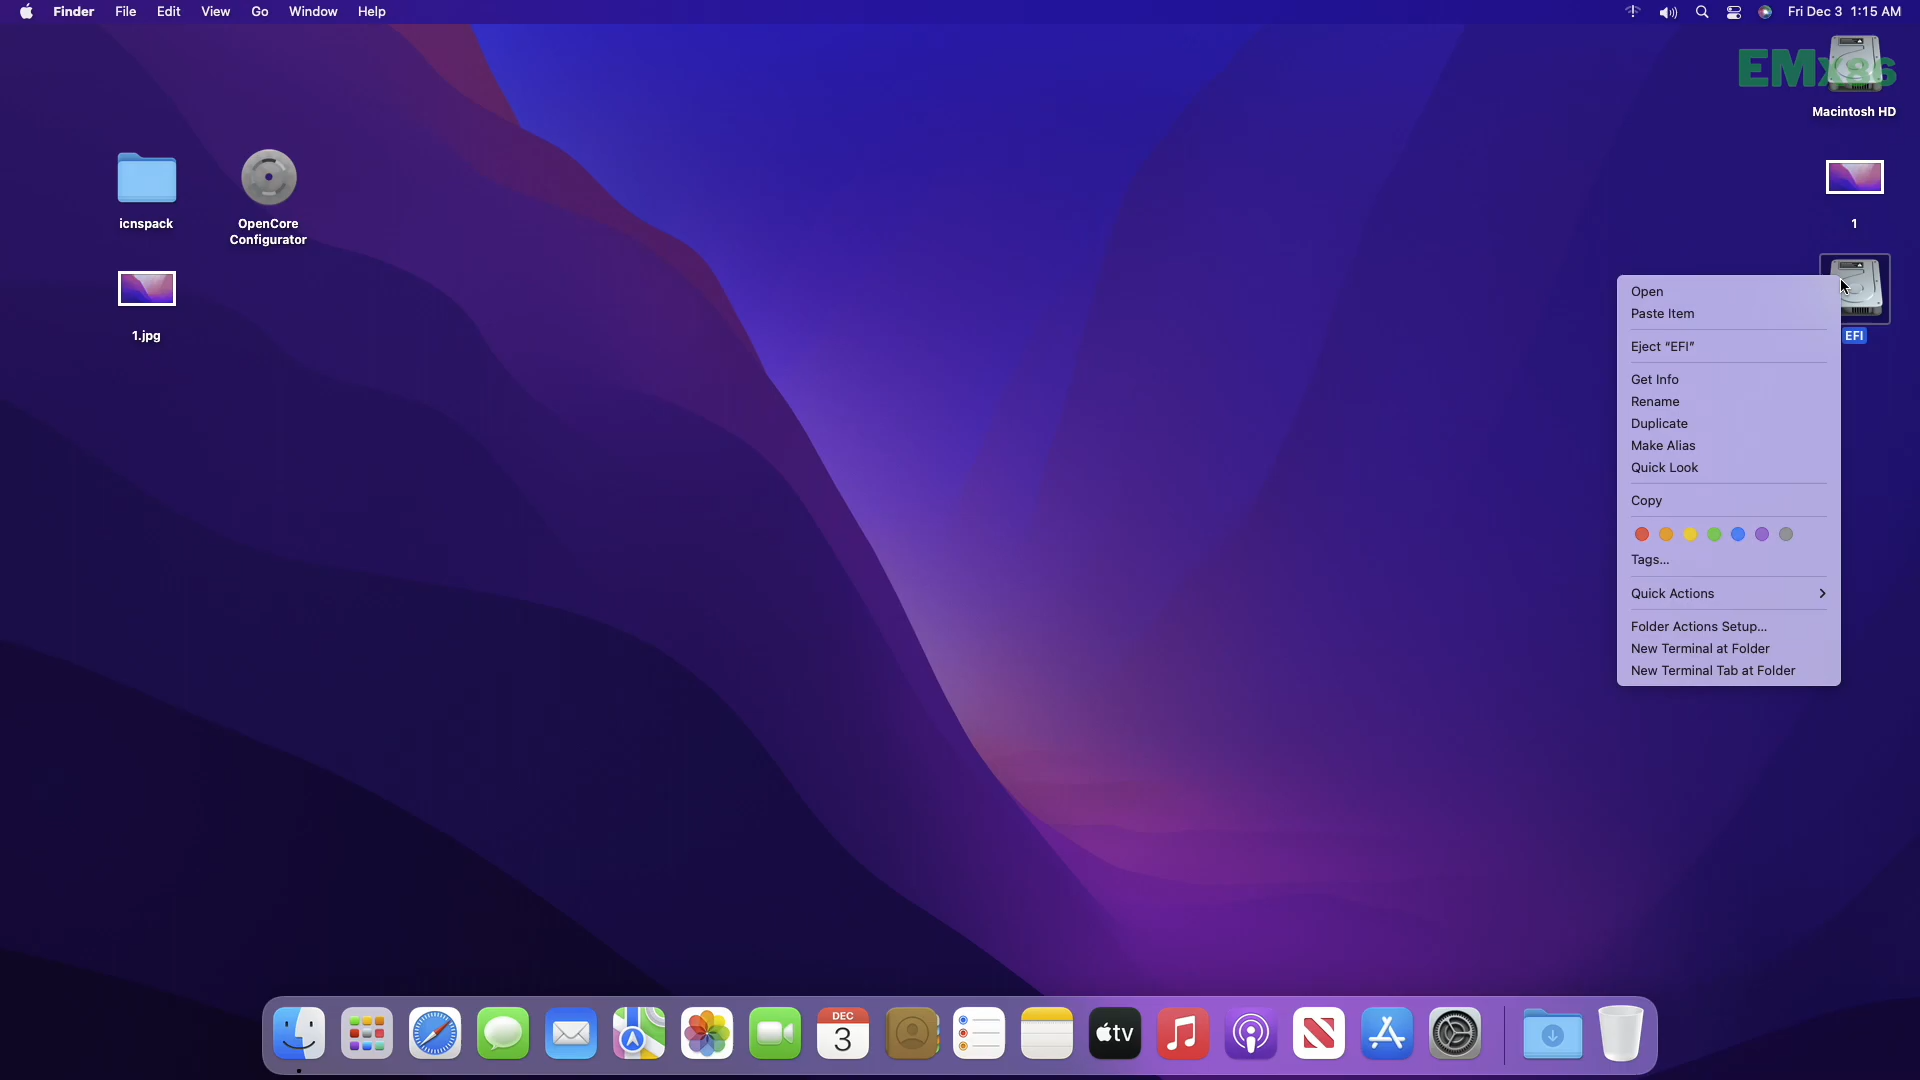 Finder File Edit View Go Window Help
Fri Dec 3 1:15 AM
EMx86
Macintosh HD
icnspack
OpenCore
Configurator
1
1.jpg
EFI
Open
Paste Item
Eject “EFI”
Get Info
Rename
Duplicate
Make Alias
Quick Look
Copy
Tags...
Quick Actions
Folder Actions Setup...
New Terminal at Folder
New Terminal Tab at Folder
DEC
3
tv